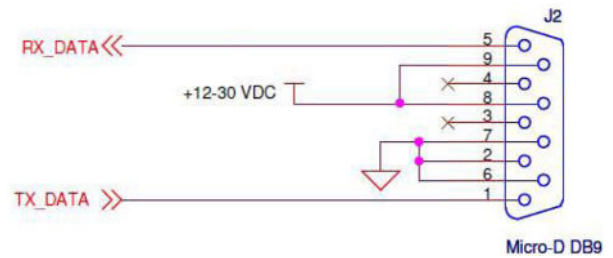 J2
RX_DATA
5
9
4
+12-30 VDC
8
3
7
2
6
TX_DATA
1
Micro-D DB9